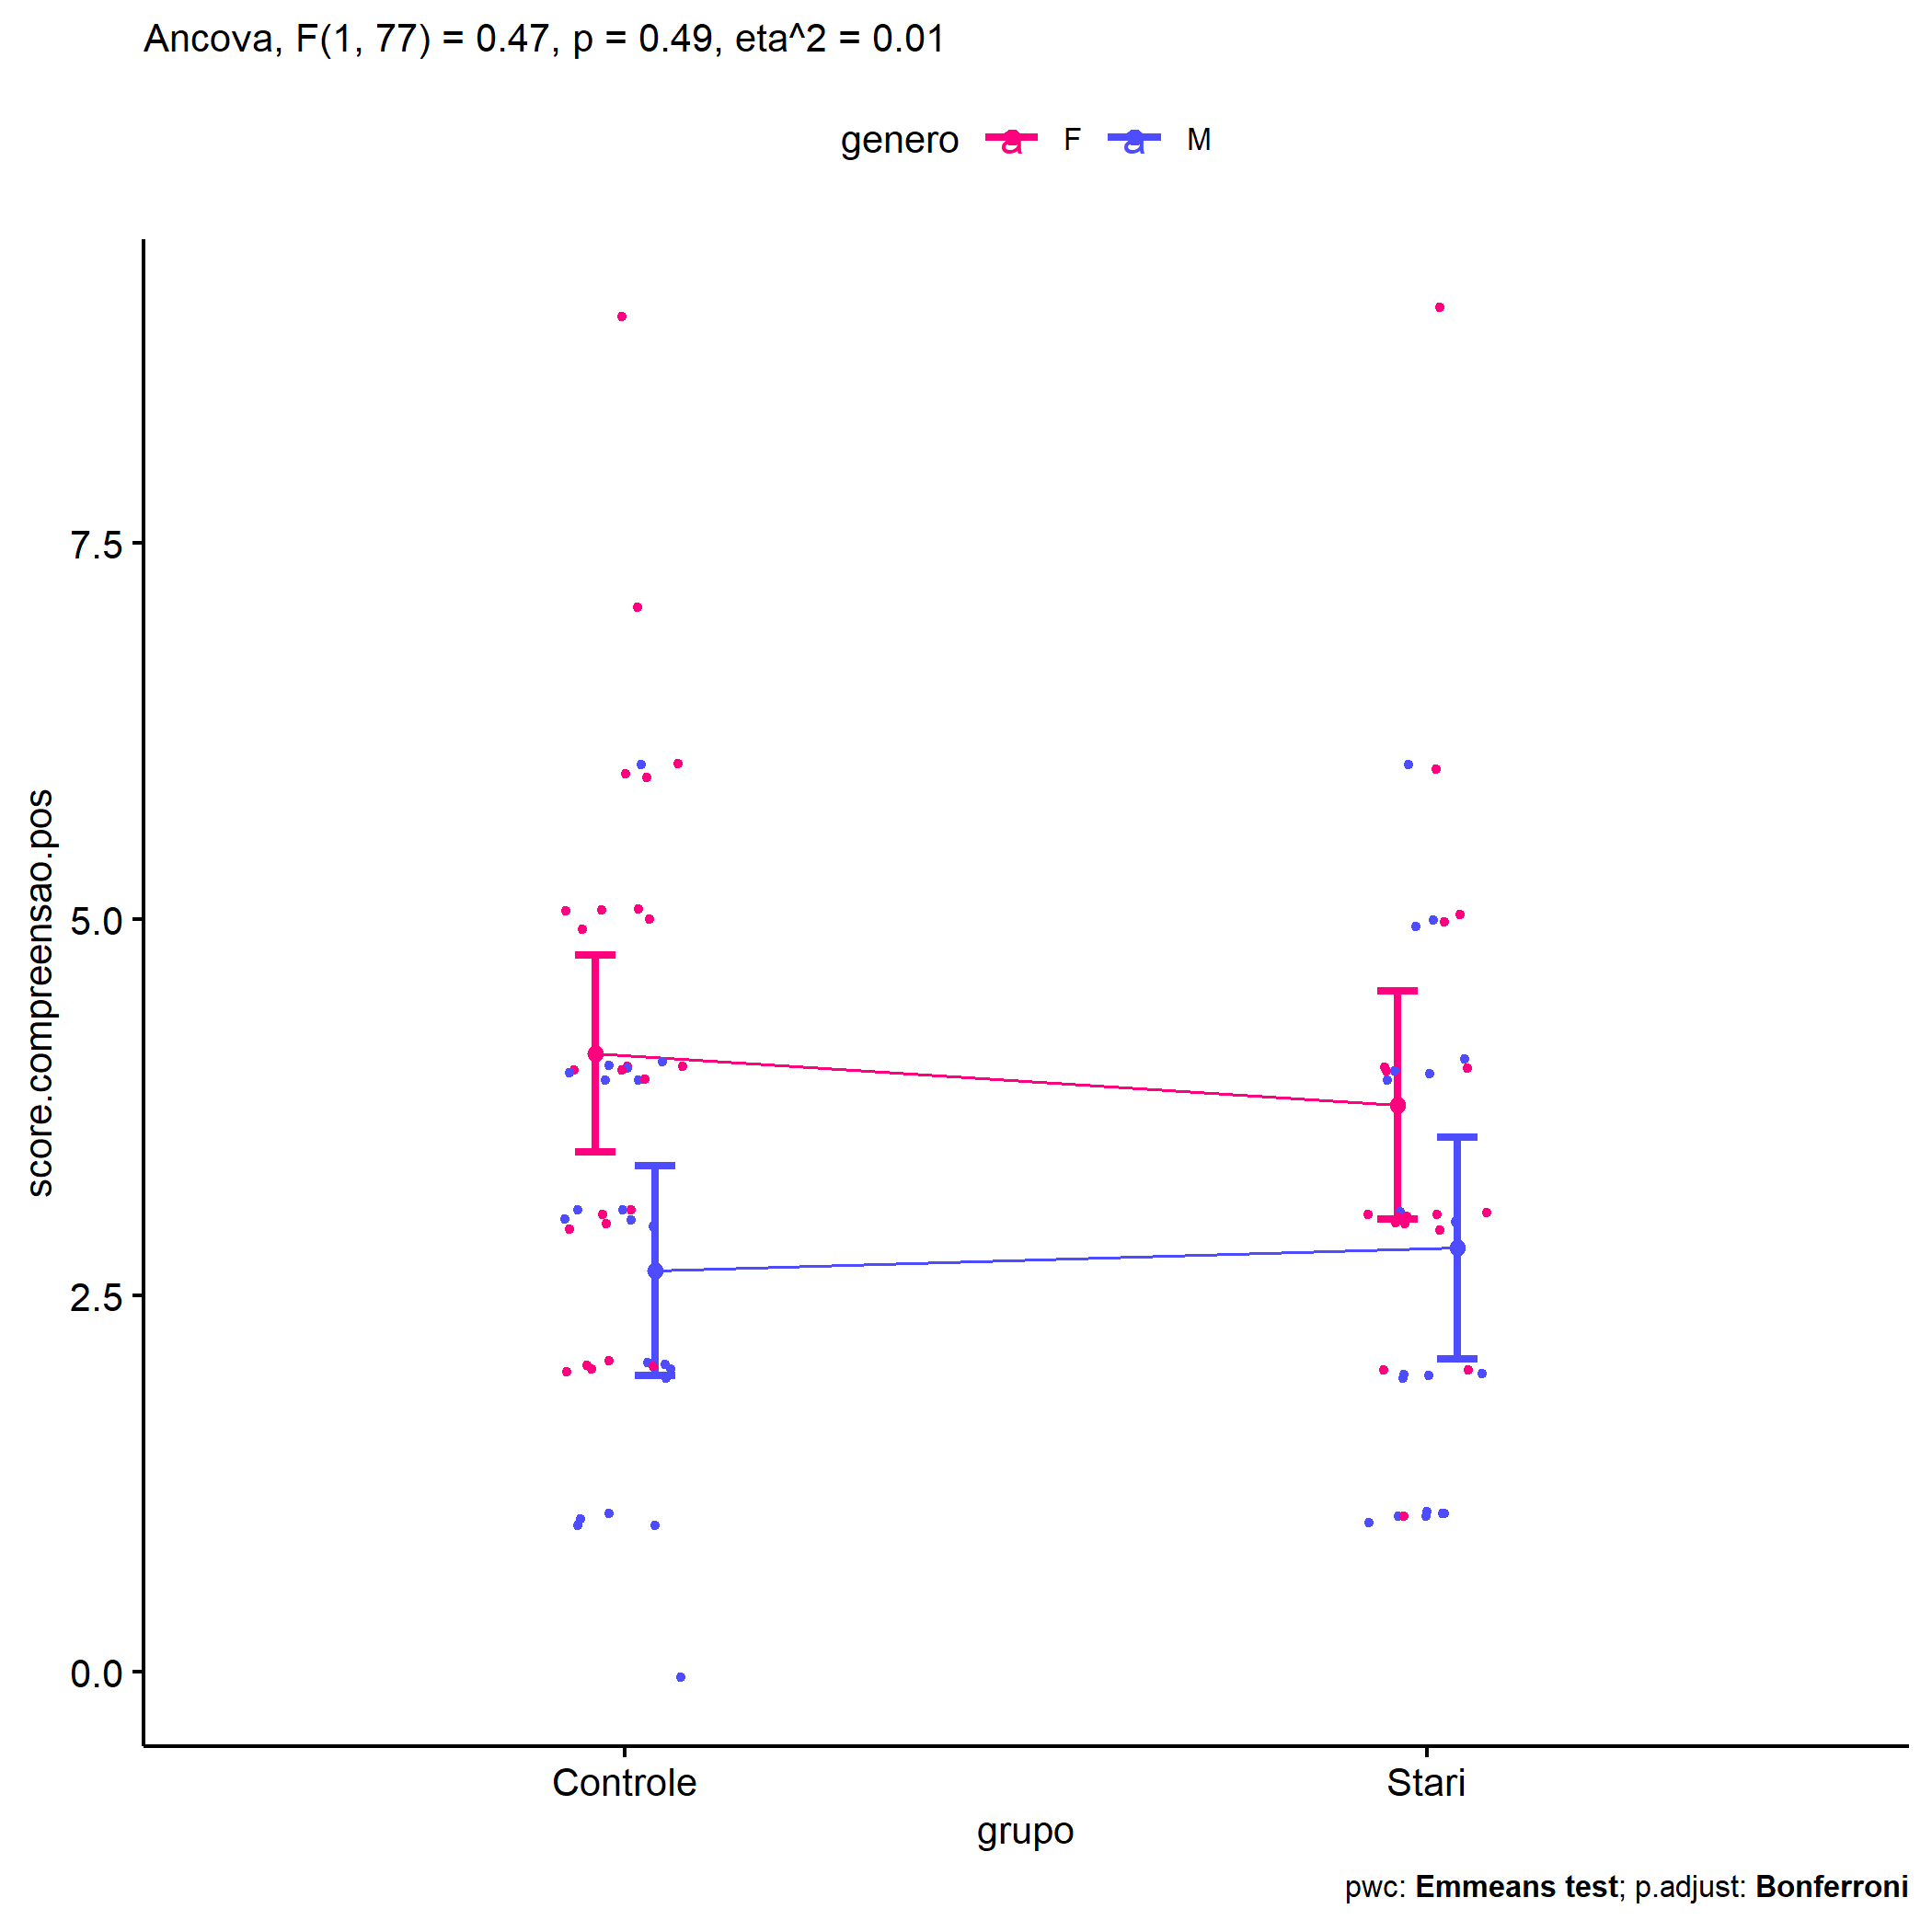 Ancova, F(1, 77) = 0.47, p = 0.49, eta^2 = 0.01
genero a F a M
7.5
5.0
2.5
0.0
score.compreensao.pos
Controle Stari
grupo
pwc: Emmeans test; p.adjust: Bonferroni